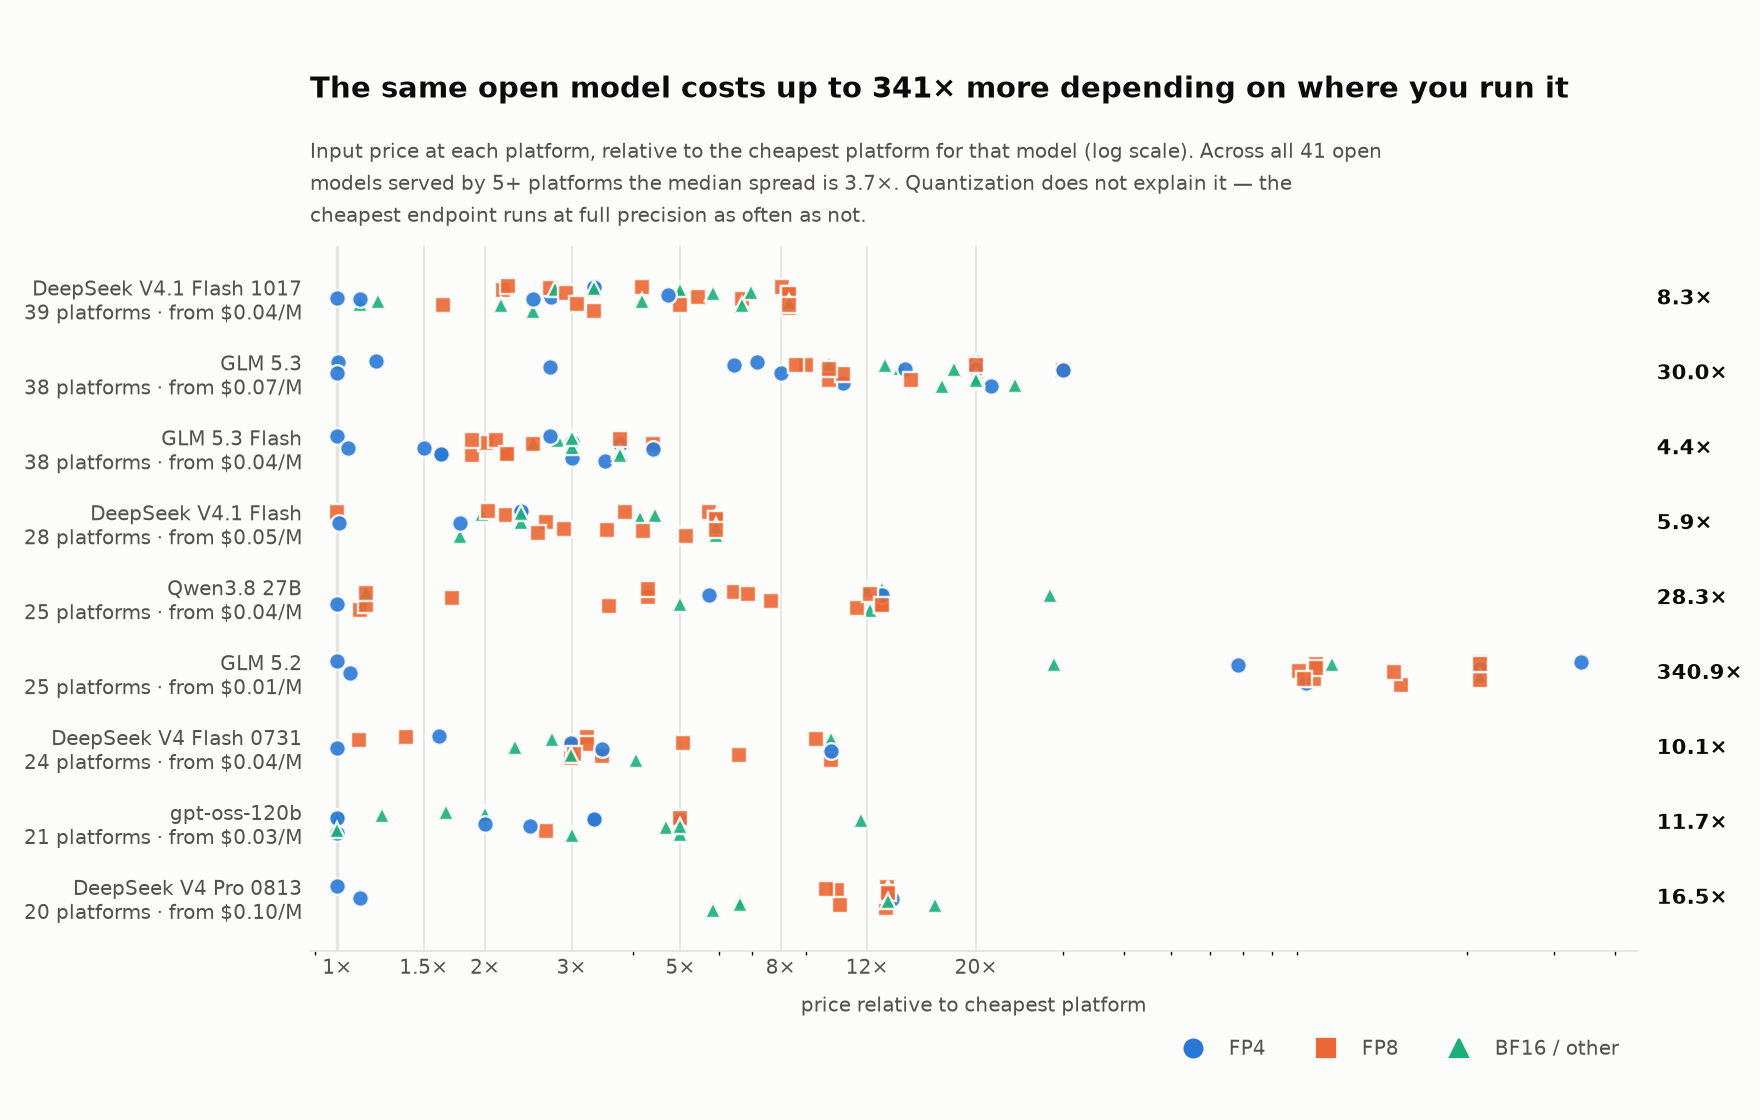 The same open model costs up to 341× more depending on where you run it
Input price at each platform, relative to the cheapest platform for that model (log scale). Across all 41 open
models served by 5+ platforms the median spread is 3.7×. Quantization does not explain it — the
cheapest endpoint runs at full precision as often as not.
DeepSeek V4.1 Flash 1017
39 platforms · from $0.04/M
8.3×
GLM 5.3
38 platforms · from $0.07/M
30.0×
GLM 5.3 Flash
38 platforms · from $0.04/M
4.4×
DeepSeek V4.1 Flash
28 platforms · from $0.05/M
5.9×
Qwen3.8 27B
25 platforms · from $0.04/M
28.3×
GLM 5.2
25 platforms · from $0.01/M
340.9×
DeepSeek V4 Flash 0731
24 platforms · from $0.04/M
10.1×
gpt-oss-120b
21 platforms · from $0.03/M
11.7×
DeepSeek V4 Pro 0813
20 platforms · from $0.10/M
16.5×
1× 1.5× 2× 3× 5× 8× 12× 20×
price relative to cheapest platform
FP4 FP8 BF16 / other